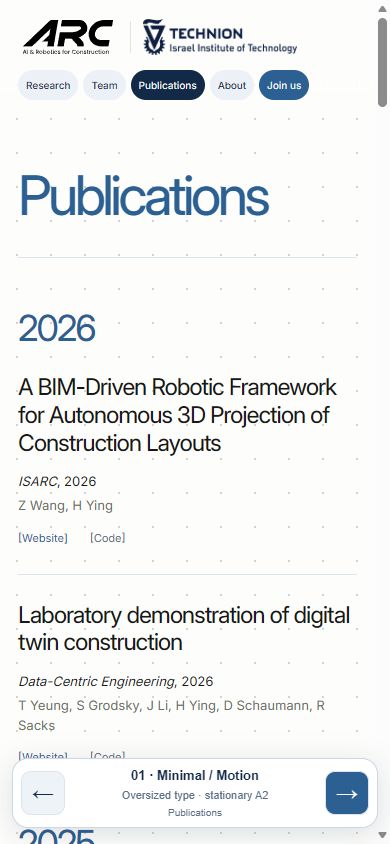 ARC
AI & Robotics for Construction
TECHNION
Israel Institute of Technology
Research Team Publications About Join us
Publications
2026
A BIM-Driven Robotic Framework
for Autonomous 3D Projection of
Construction Layouts
ISARC, 2026
Z Wang, H Ying
[Website] [Code]
Laboratory demonstration of digital
twin construction
Data-Centric Engineering, 2026
T Yeung, S Grodsky, J Li, H Ying, D Schaumann, R
Sacks
[Website] [Code]
← 01 · Minimal / Motion →
Oversized type · stationary A2
Publications
2025